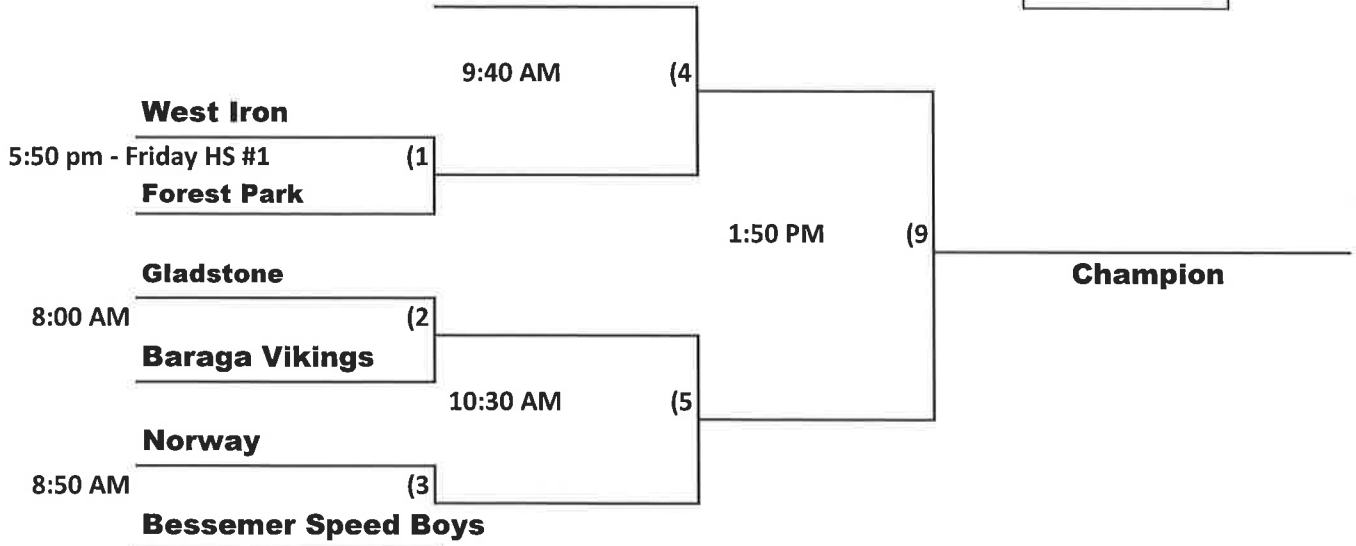 9:40 AM (4
West Iron
5:50 pm - Friday HS #1 (1
Forest Park
1:50 PM (9
Champion
Gladstone
8:00 AM (2
Baraga Vikings
10:30 AM (5
Norway
8:50 AM (3
Bessemer Speed Boys